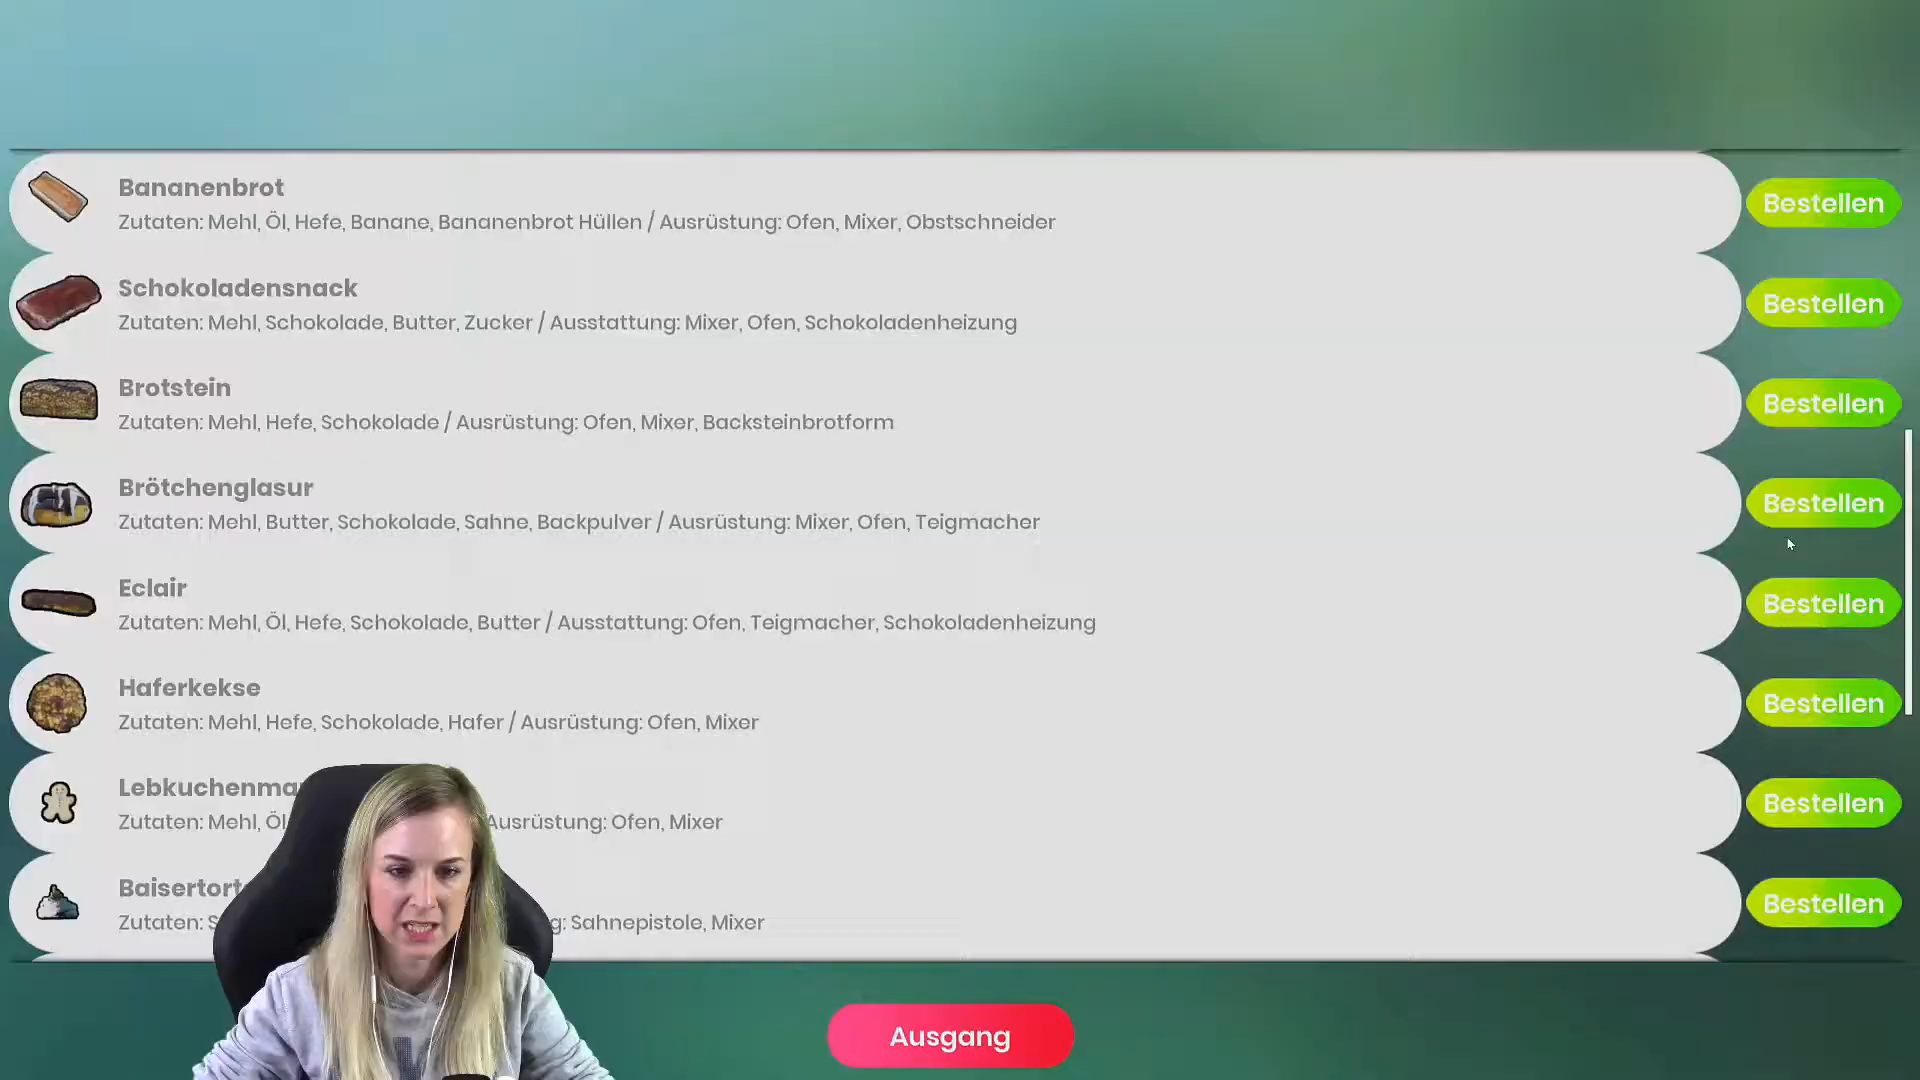 Bananenbrot
Zutaten: Mehl, Öl, Hefe, Banane, Bananenbrot Hüllen / Ausrüstung: Ofen, Mixer, Obstschneider
Bestellen
Schokoladensnack
Zutaten: Mehl, Schokolade, Butter, Zucker / Ausstattung: Mixer, Ofen, Schokoladenheizung
Bestellen
Brotstein
Zutaten: Mehl, Hefe, Schokolade / Ausrüstung: Ofen, Mixer, Backsteinbrotform
Bestellen
Brötchenglasur
Zutaten: Mehl, Butter, Schokolade, Sahne, Backpulver / Ausrüstung: Mixer, Ofen, Teigmacher
Bestellen
Eclair
Zutaten: Mehl, Öl, Hefe, Schokolade, Butter / Ausstattung: Ofen, Teigmacher, Schokoladenheizung
Bestellen
Haferkekse
Zutaten: Mehl, Hefe, Schokolade, Hafer / Ausrüstung: Ofen, Mixer
Bestellen
Zutaten: Mehl, Ausrüstung: Ofen, Mixer
Bestellen
Zutaten: Sahnepistole, Mixer
Bestellen
Ausgang